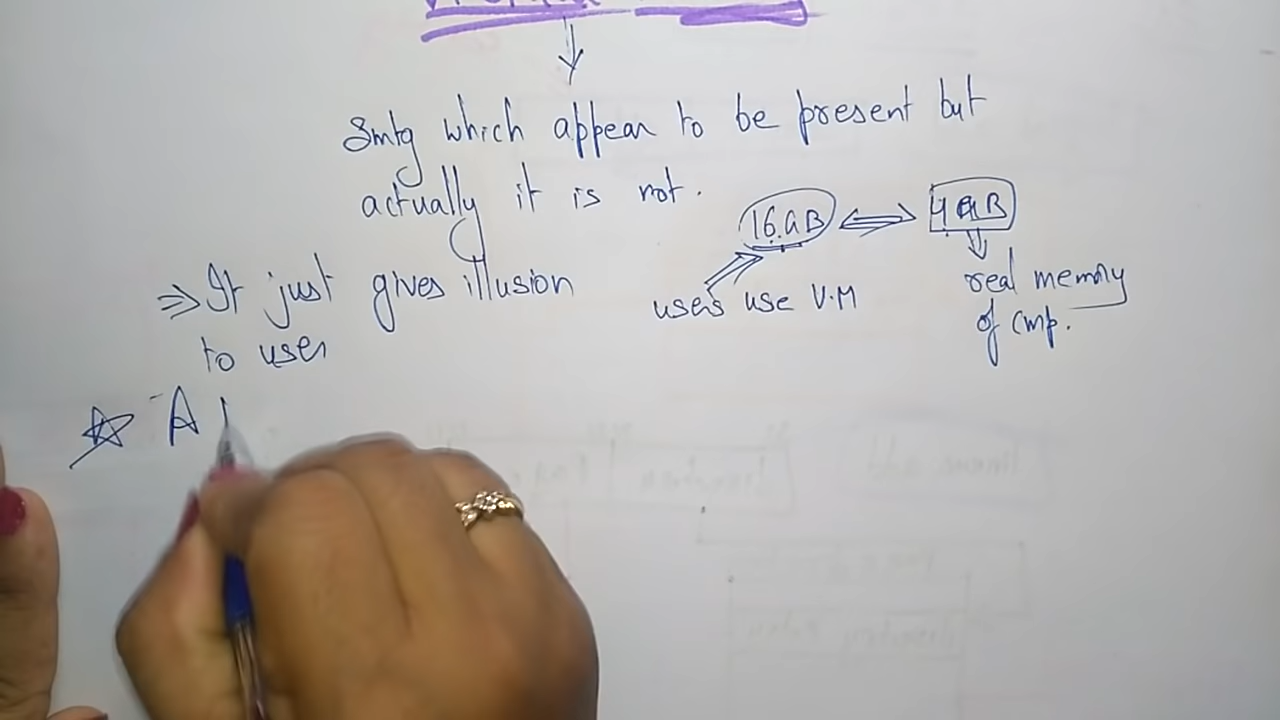 Smtg which appear to be present but
actually it is not.
16.GB ⟺ 4GB
⇒ It just gives illusion
to user
users use V.M
real memory
of cmp.
A